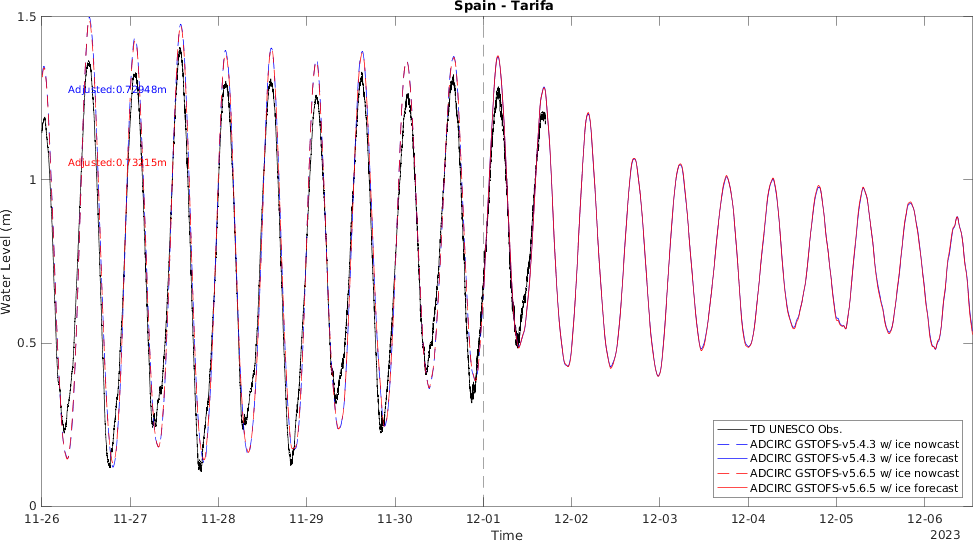 Spain - Tarifa
1.5
1
0.5
0
Water Level (m)
Adjusted:0.72948m
Adjusted:0.73215m
TD UNESCO Obs.
ADCIRC GSTOFS-v5.4.3 w/ ice nowcast
ADCIRC GSTOFS-v5.4.3 w/ ice forecast
ADCIRC GSTOFS-v5.6.5 w/ ice nowcast
ADCIRC GSTOFS-v5.6.5 w/ ice forecast
11-26 11-27 11-28 11-29 11-30 12-01 12-02 12-03 12-04 12-05 12-06
Time
2023